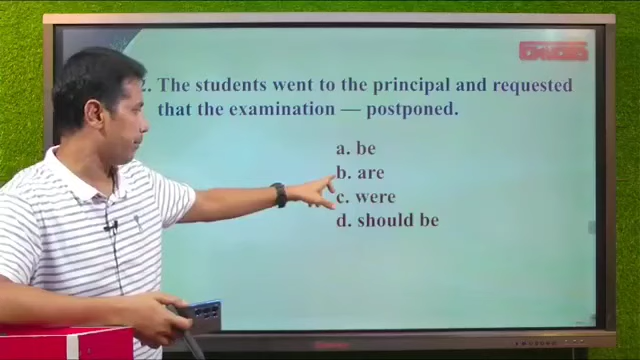 2. The students went to the principal and requested
that the examination — postponed.
a. be
b. are
c. were
d. should be